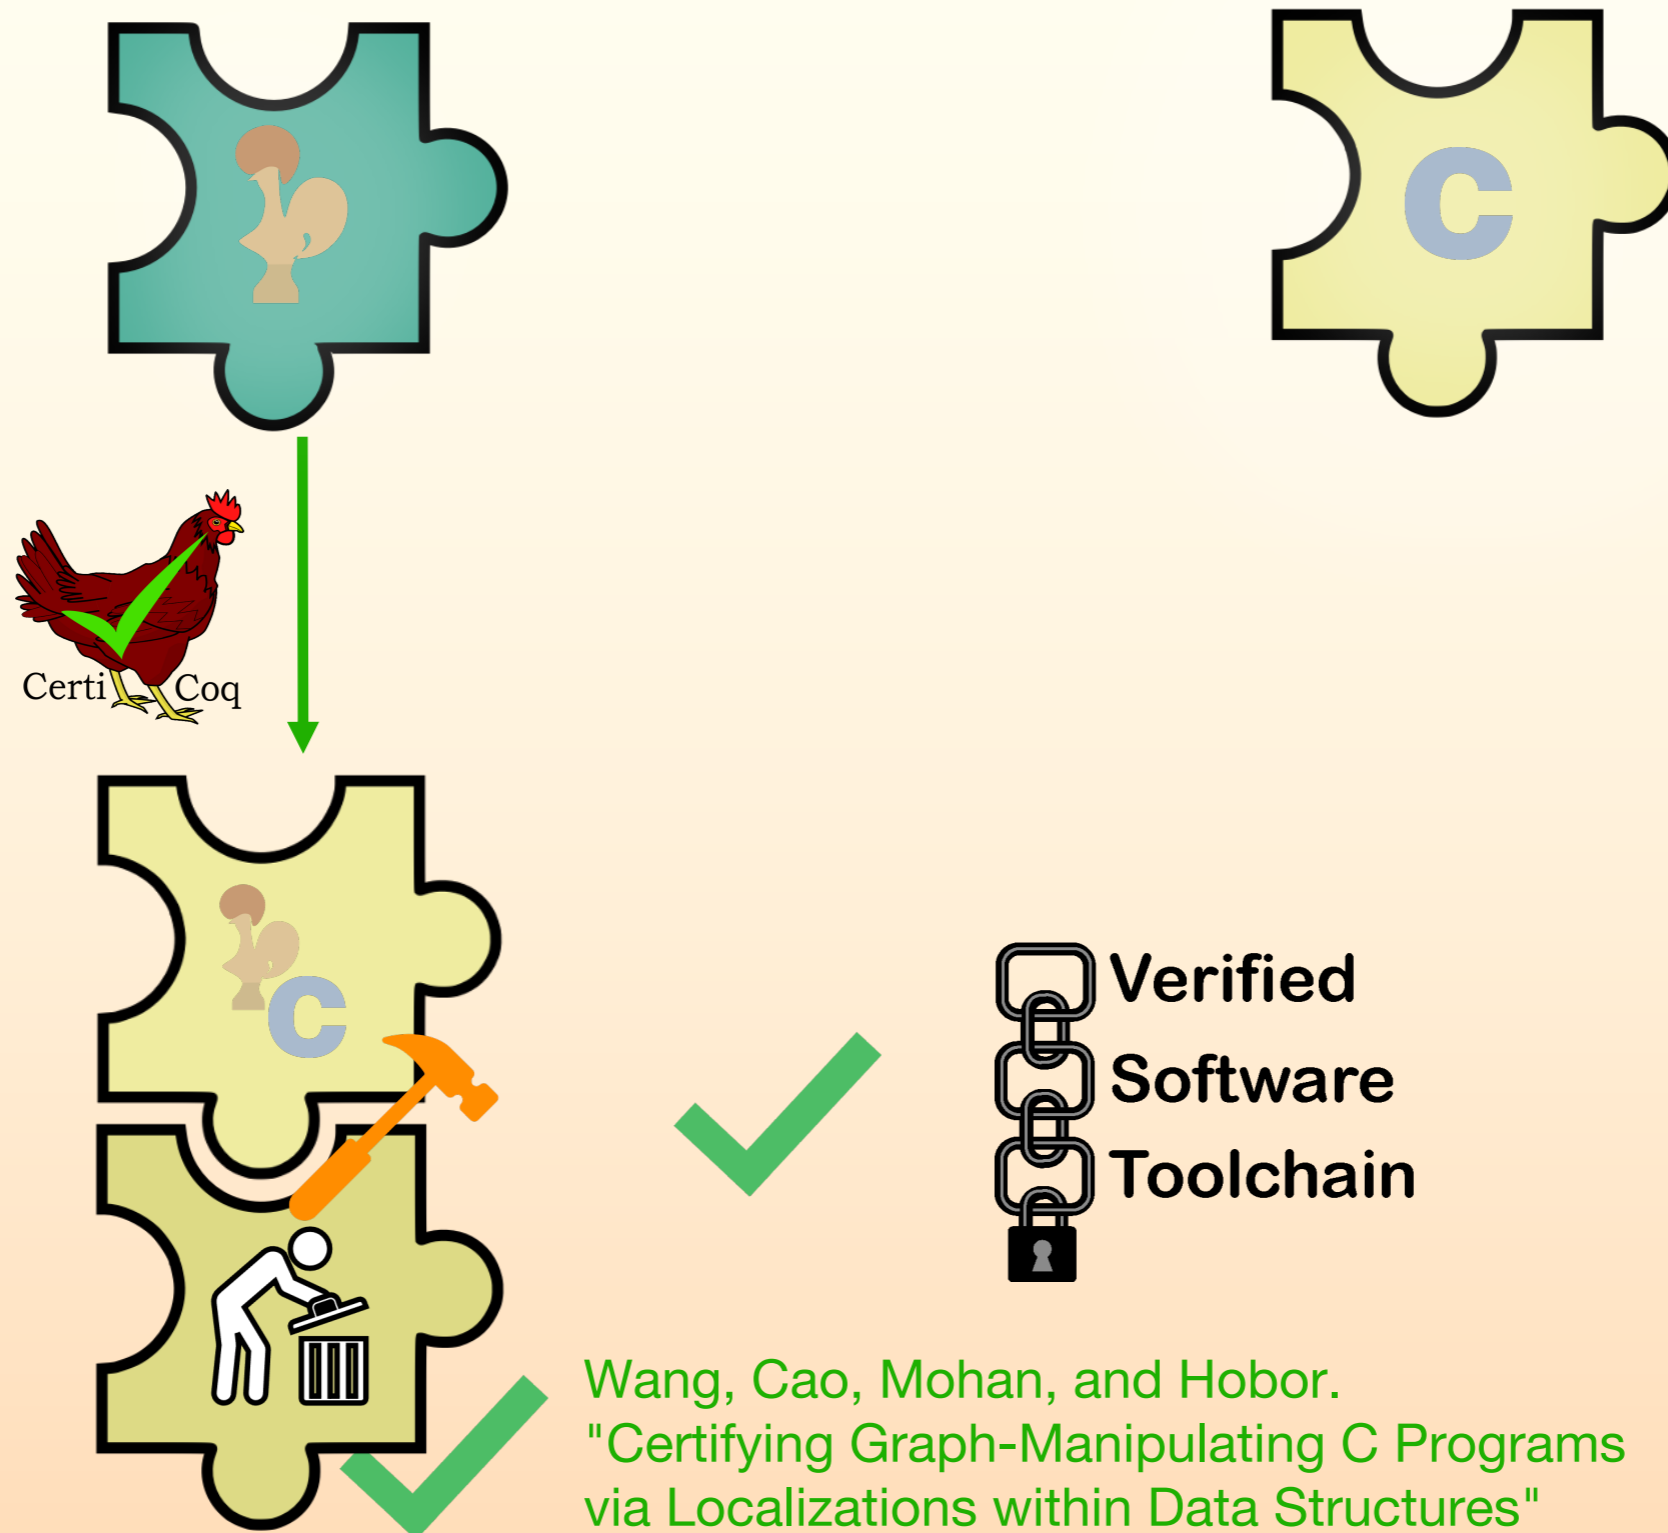 C
Certi Coq
C
Verified
Software
Toolchain
Wang, Cao, Mohan, and Hobor.
"Certifying Graph-Manipulating C Programs
via Localizations within Data Structures"